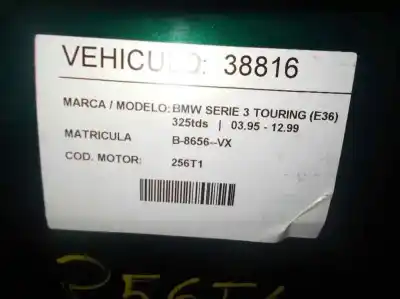 VEHICULO: 38816
MARCA / MODELO: BMW SERIE 3 TOURING (E36)
325tds | 03.95 - 12.99
MATRICULA B-8656--VX
COD. MOTOR: 256T1
256T1